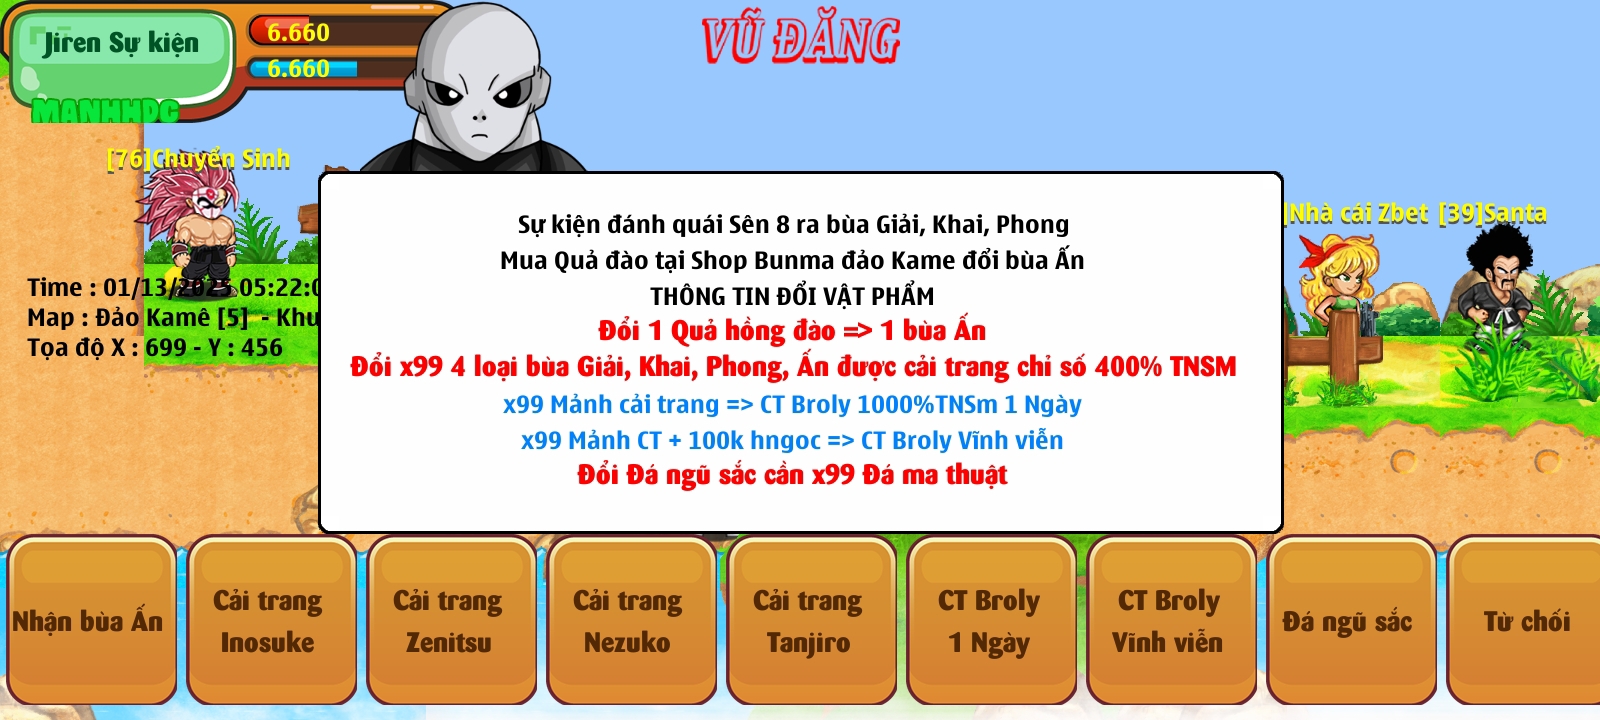 Jiren Sự kiện
6.660
6.660
MANHHDG
VŨ ĐĂNG
[76]Chuyển Sinh
]Nhà cái Zbet
[39]Santa
Time : 01/13/2025 05:22:0
Map : Đảo Kamê [5] - Khu
Tọa độ X : 699 - Y : 456
Sự kiện đánh quái Sên 8 ra bùa Giải, Khai, Phong
Mua Quả đào tại Shop Bunma đảo Kame đổi bùa Ấn
THÔNG TIN ĐỔI VẬT PHẨM
Đổi 1 Quả hồng đào => 1 bùa Ấn
Đổi x99 4 loại bùa Giải, Khai, Phong, Ấn được cải trang chỉ số 400% TNSM
x99 Mảnh cải trang => CT Broly 1000%TNSm 1 Ngày
x99 Mảnh CT + 100k hngoc => CT Broly Vĩnh viễn
Đổi Đá ngũ sắc cần x99 Đá ma thuật
Nhận bùa Ấn
Cải trang
Inosuke
Cải trang
Zenitsu
Cải trang
Nezuko
Cải trang
Tanjiro
CT Broly
1 Ngày
CT Broly
Vĩnh viễn
Đá ngũ sắc
Từ chối